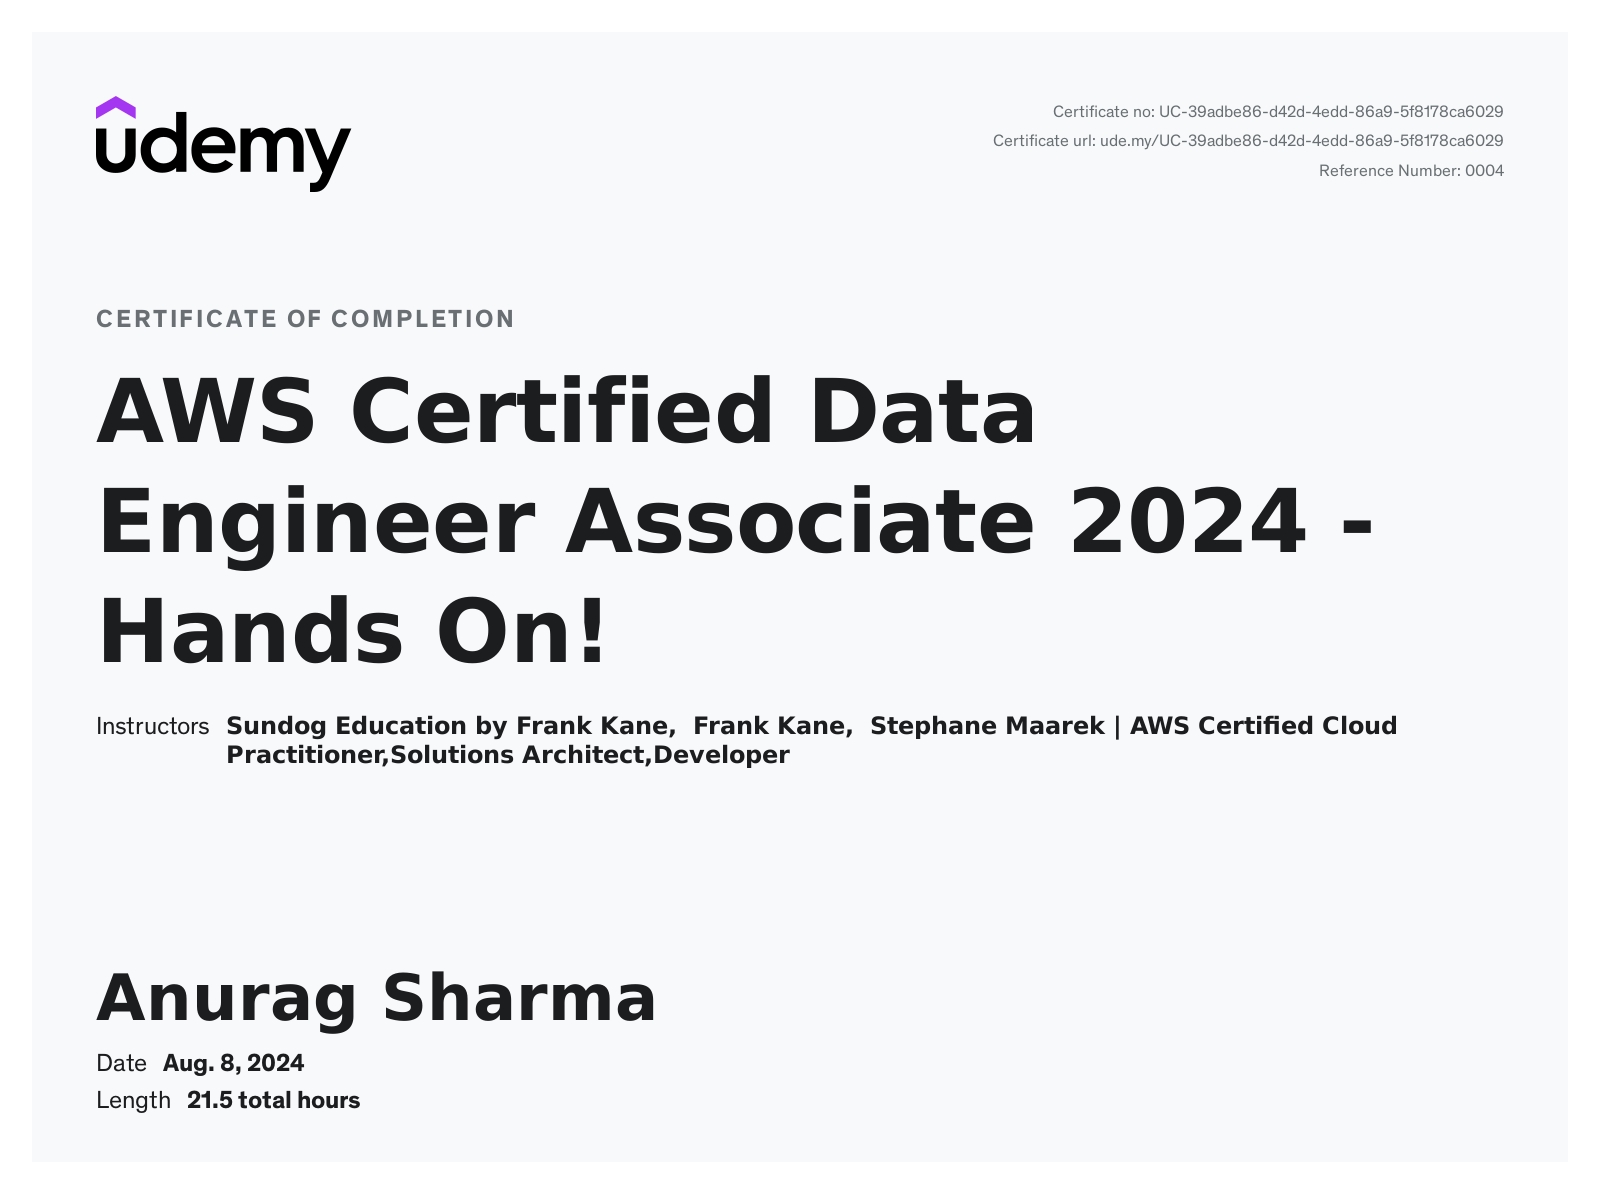 udemy
Certificate no: UC-39adbe86-d42d-4edd-86a9-5f8178ca6029
Certificate url: ude.my/UC-39adbe86-d42d-4edd-86a9-5f8178ca6029
Reference Number: 0004
CERTIFICATE OF COMPLETION
AWS Certified Data
Engineer Associate 2024 -
Hands On!
Instructors Sundog Education by Frank Kane, Frank Kane, Stephane Maarek | AWS Certified Cloud
Practitioner,Solutions Architect,Developer
Anurag Sharma
Date Aug. 8, 2024
Length 21.5 total hours